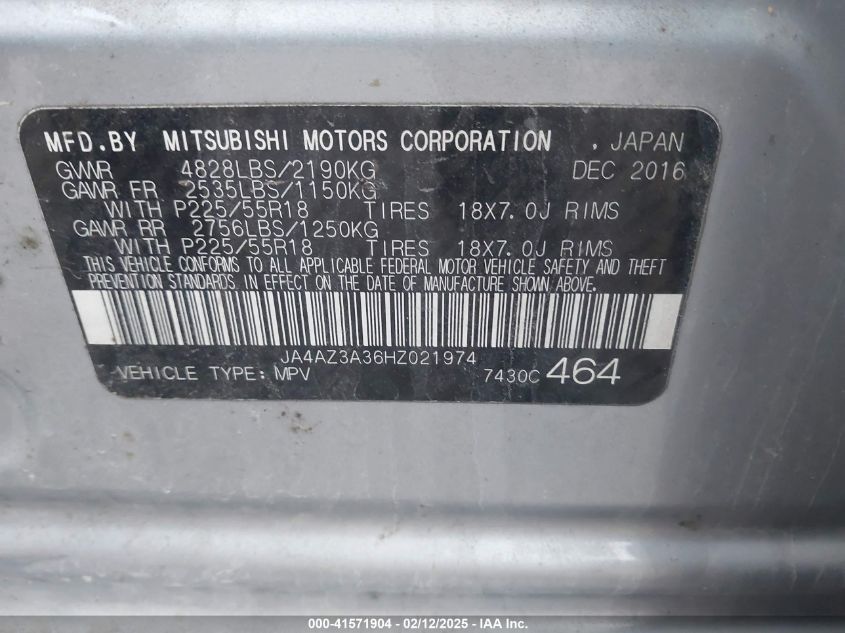 MFD.BY MITSUBISHI MOTORS CORPORATION , JAPAN
GVWR 4828LBS/2190KG DEC 2016
GAWR FR 2535LBS/1150KG
WITH P225/55R18 TIRES 18X7.0J RIMS
GAWR RR 2756LBS/1250KG
WITH P225/55R18 TIRES 18X7.0J RIMS
THIS VEHICLE CONFORMS TO ALL APPLICABLE FEDERAL MOTOR VEHICLE SAFETY AND THEFT
PREVENTION STANDARDS IN EFFECT ON THE DATE OF MANUFACTURE SHOWN ABOVE.
JA4AZ3A36HZ021974
VEHICLE TYPE: MPV 7430C 464
000-41571904 - 02/12/2025 - IAA Inc.